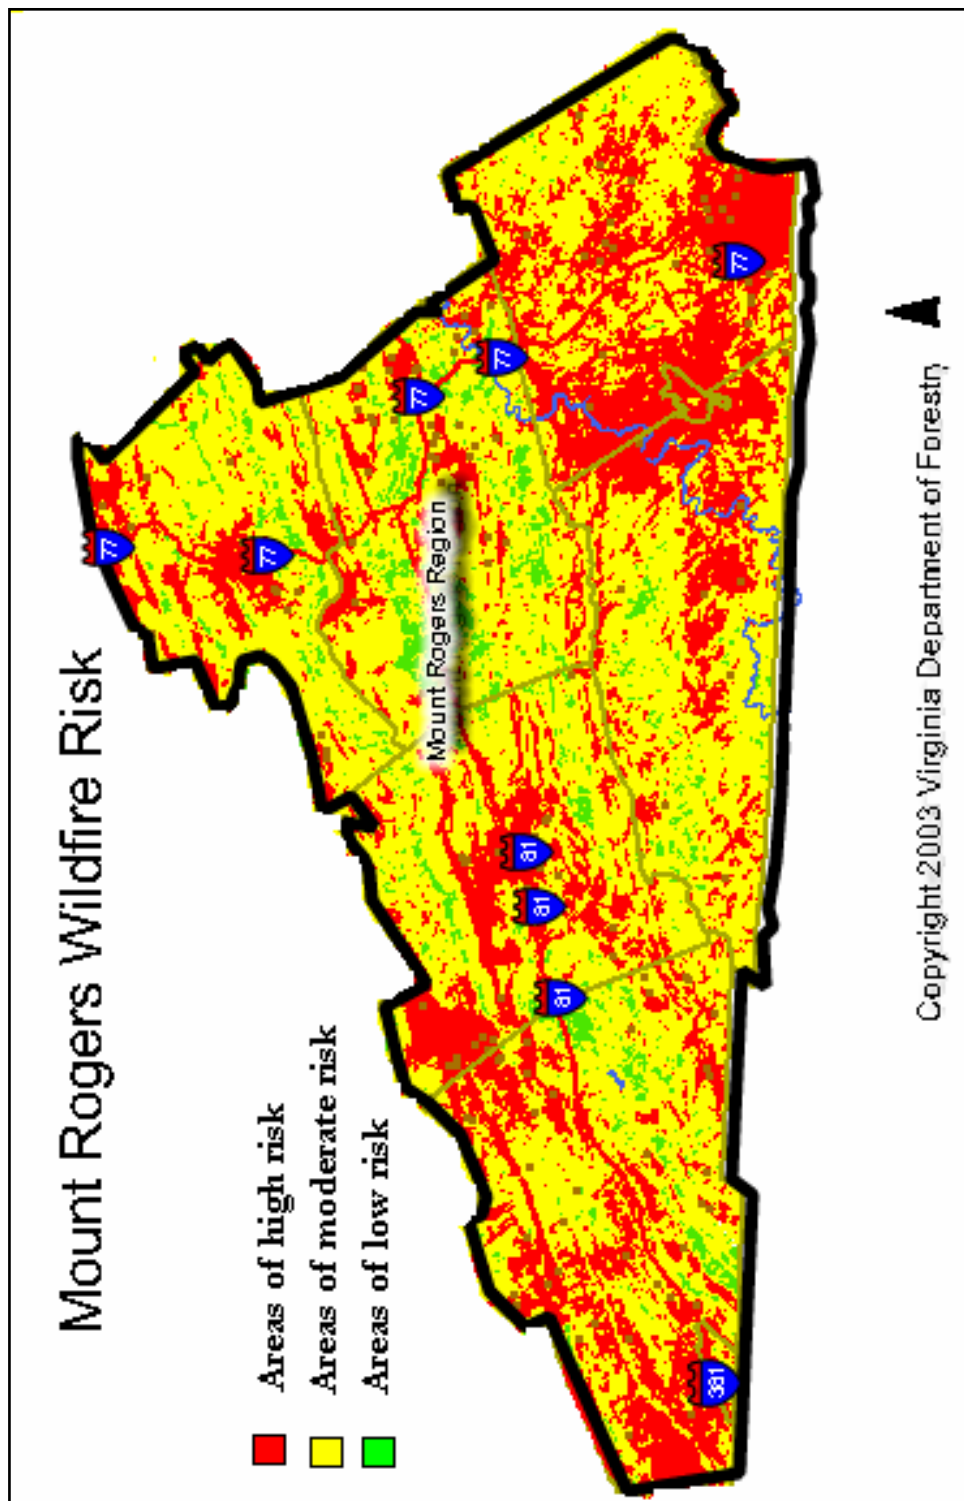 Mount Rogers Wildfire Risk
Areas of high risk
Areas of moderate risk
Areas of low risk
77
77
77
77
77
Mount Rogers Region
81
81
81
381
Copyright 2003 Virginia Department of Forestry